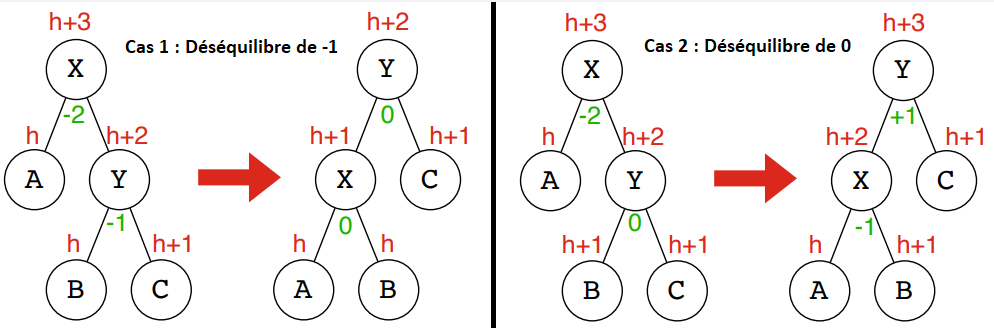 h+3
Cas 1 : Déséquilibre de -1
h+2
X
Y
-2
0
h
h+2
h+1
h+1
A
Y
X
C
-1
0
h
h+1
h
h
B
C
A
B
h+3
Cas 2 : Déséquilibre de 0
h+3
X
Y
-2
+1
h
h+2
h+2
h+1
A
Y
X
C
0
-1
h+1
h+1
h
h+1
B
C
A
B